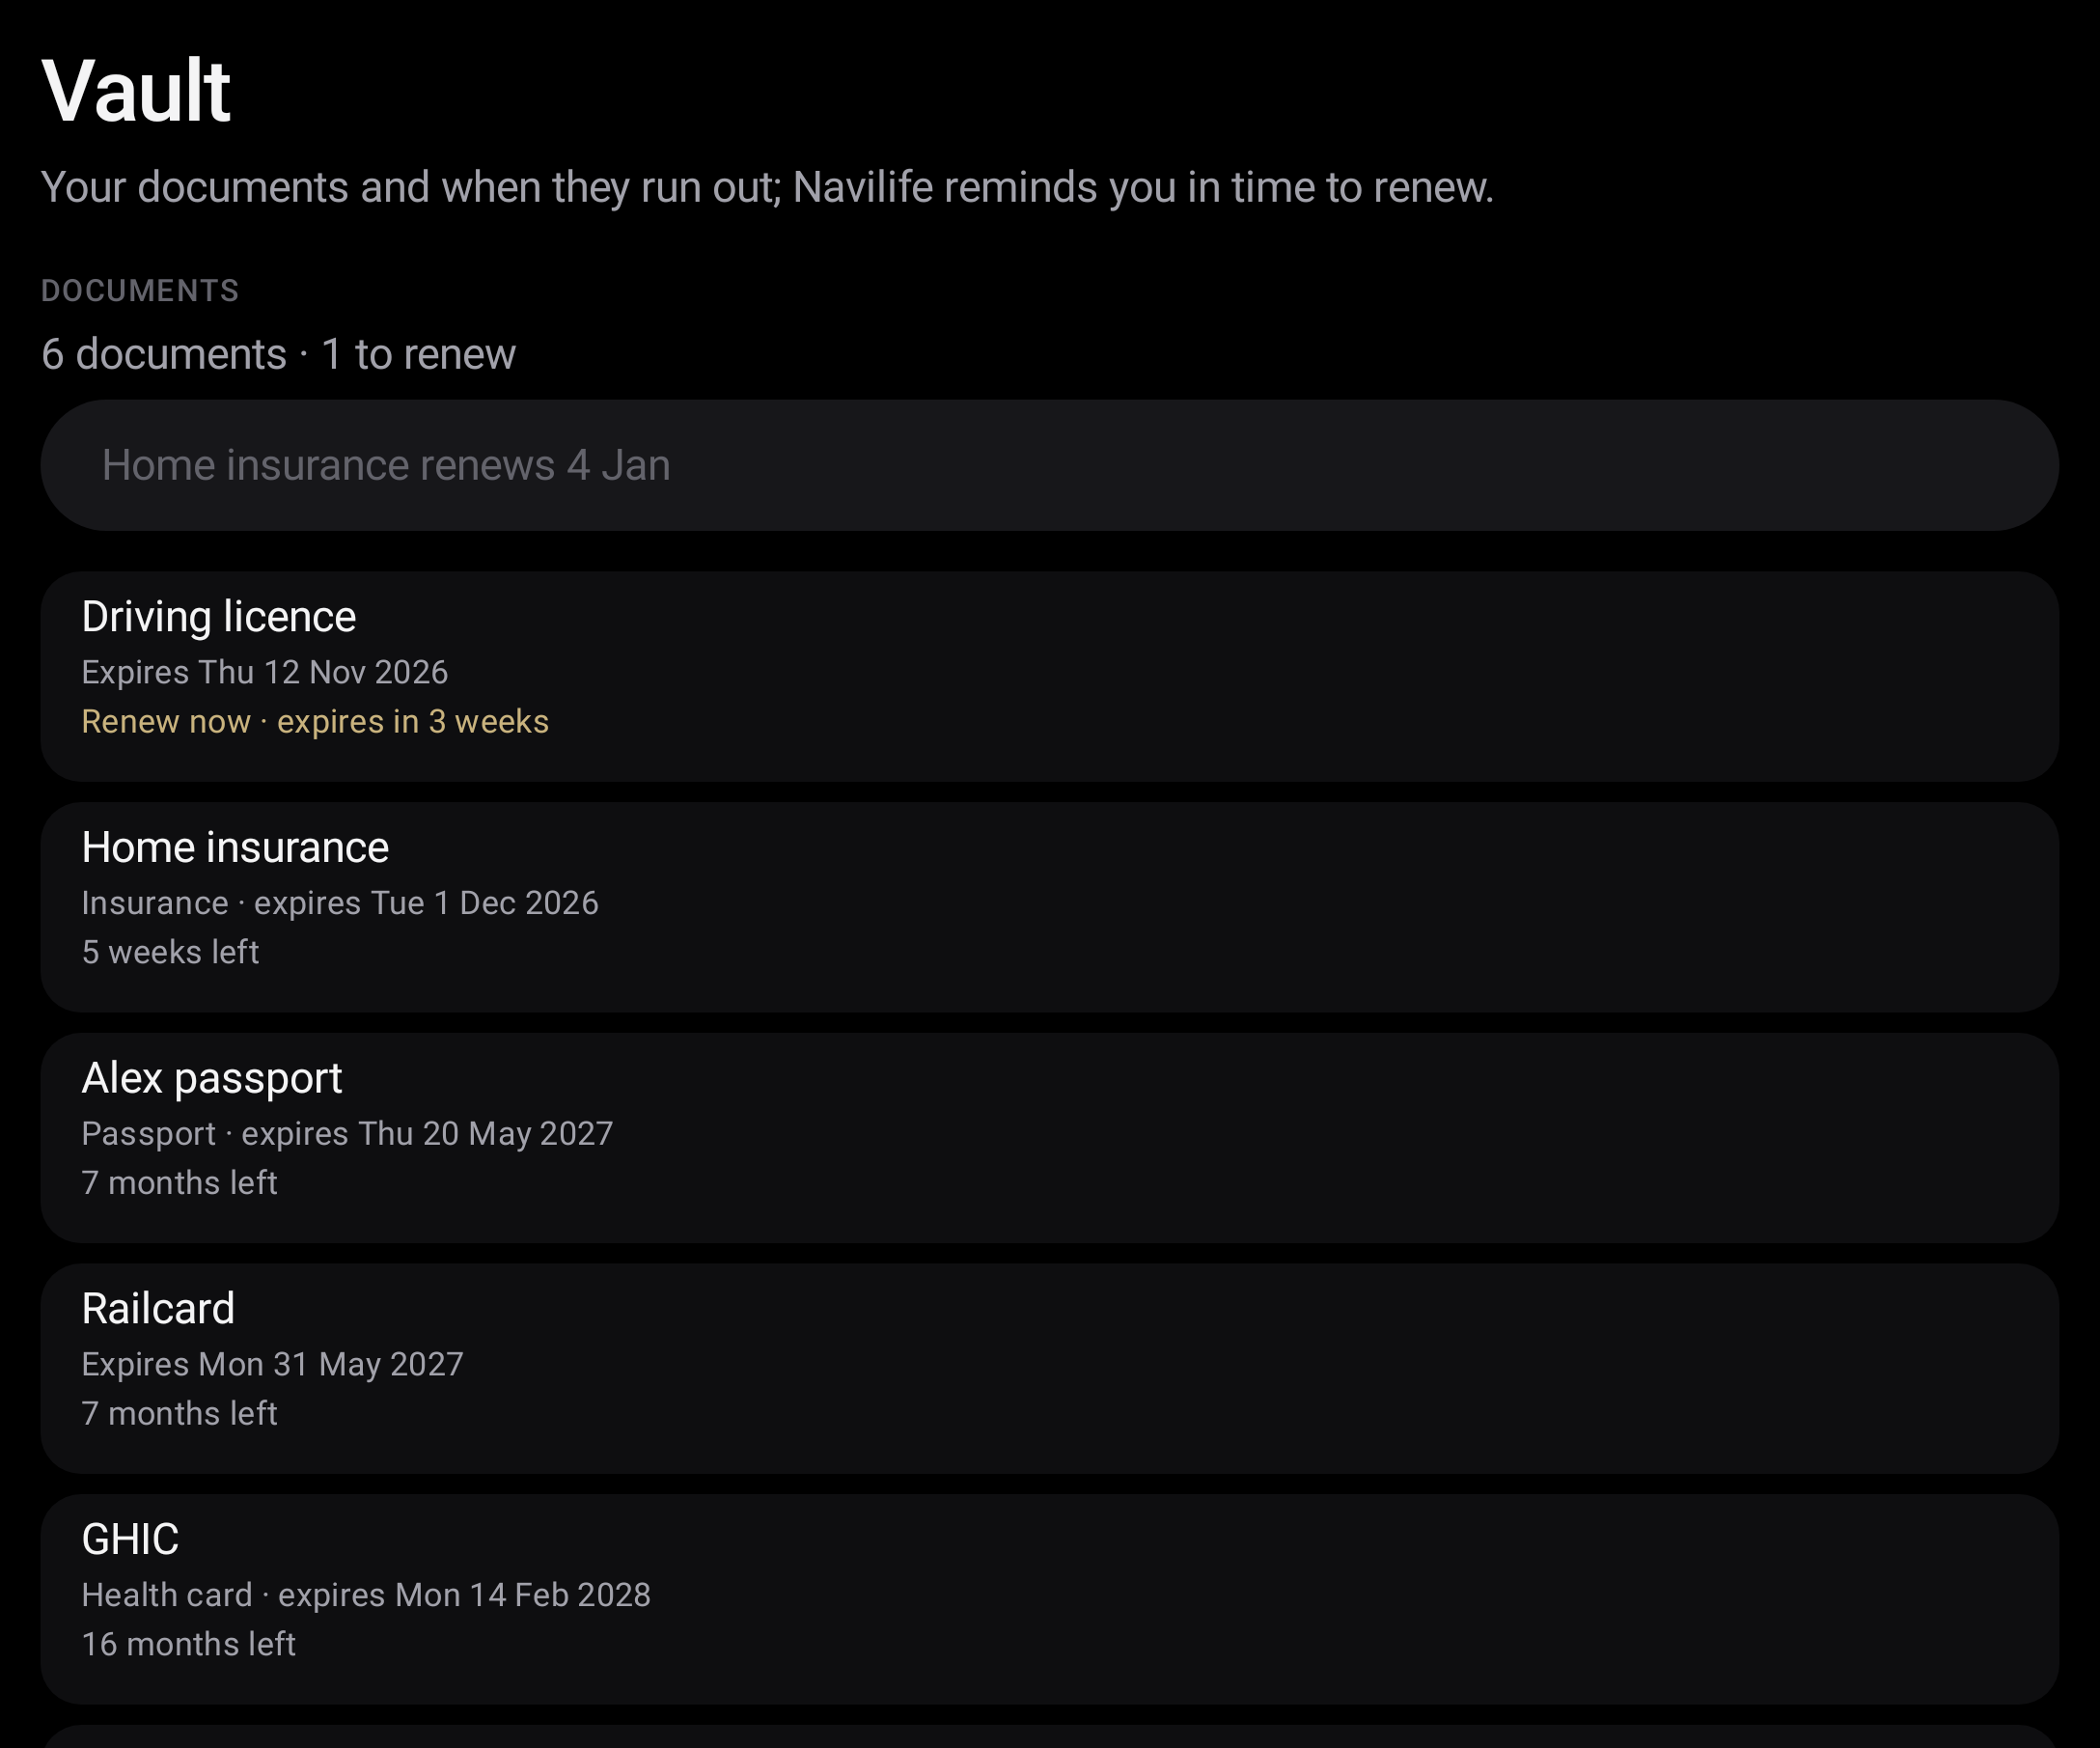 Vault
Your documents and when they run out; Navilife reminds you in time to renew.
DOCUMENTS
6 documents · 1 to renew
Home insurance renews 4 Jan
Driving licence
Expires Thu 12 Nov 2026
Renew now · expires in 3 weeks
Home insurance
Insurance · expires Tue 1 Dec 2026
5 weeks left
Alex passport
Passport · expires Thu 20 May 2027
7 months left
Railcard
Expires Mon 31 May 2027
7 months left
GHIC
Health card · expires Mon 14 Feb 2028
16 months left